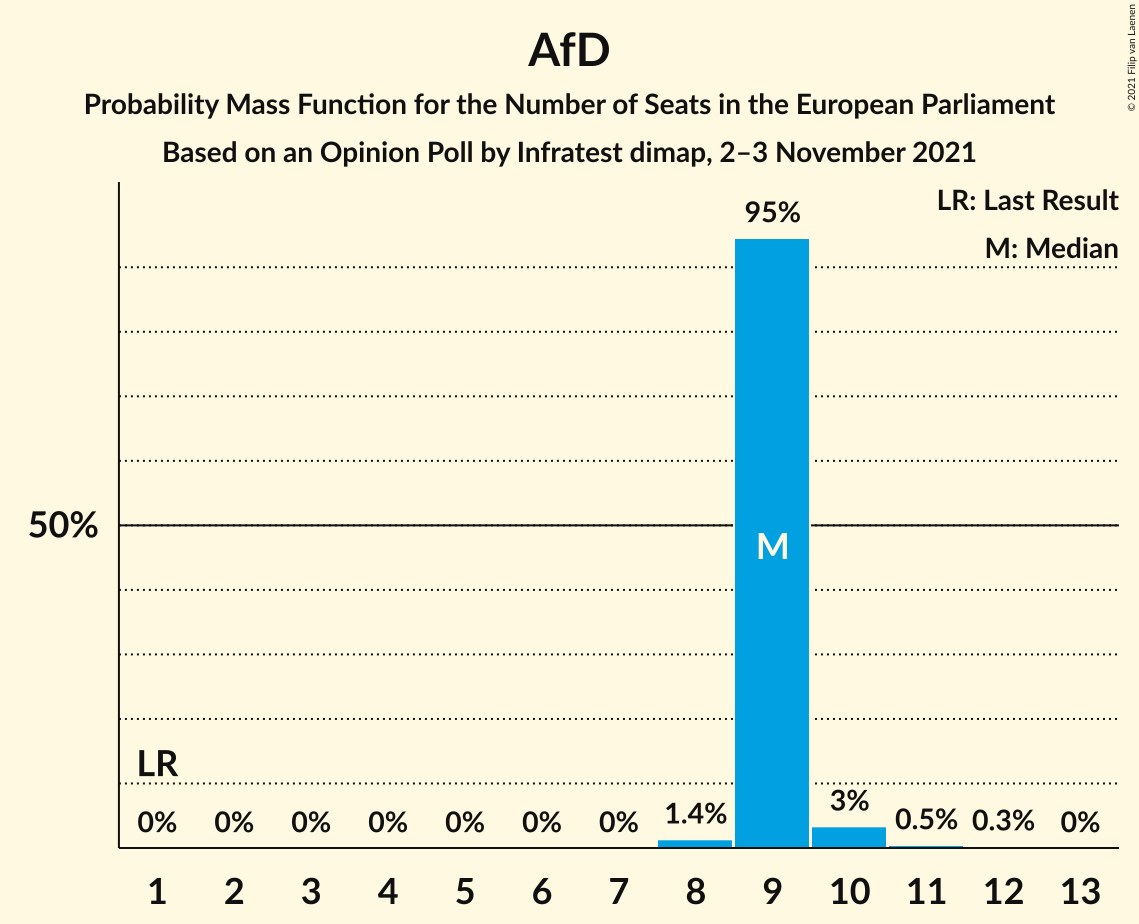 AfD
Probability Mass Function for the Number of Seats in the European Parliament
Based on an Opinion Poll by Infratest dimap, 2–3 November 2021
© 2021 Filip van Laenen
LR: Last Result
M: Median
95%
50%
M
LR
0% 0% 0% 0% 0% 0% 0% 1.4% 3% 0.5% 0.3% 0%
1 2 3 4 5 6 7 8 9 10 11 12 13